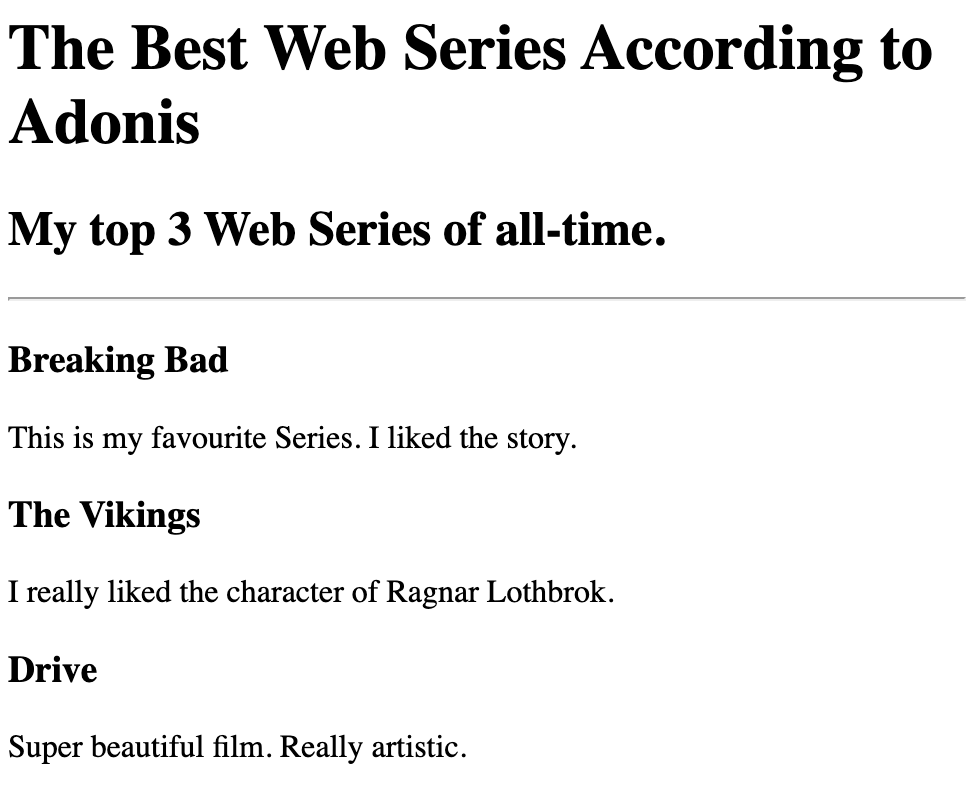 The Best Web Series According to
Adonis
My top 3 Web Series of all-time.
Breaking Bad
This is my favourite Series. I liked the story.
The Vikings
I really liked the character of Ragnar Lothbrok.
Drive
Super beautiful film. Really artistic.